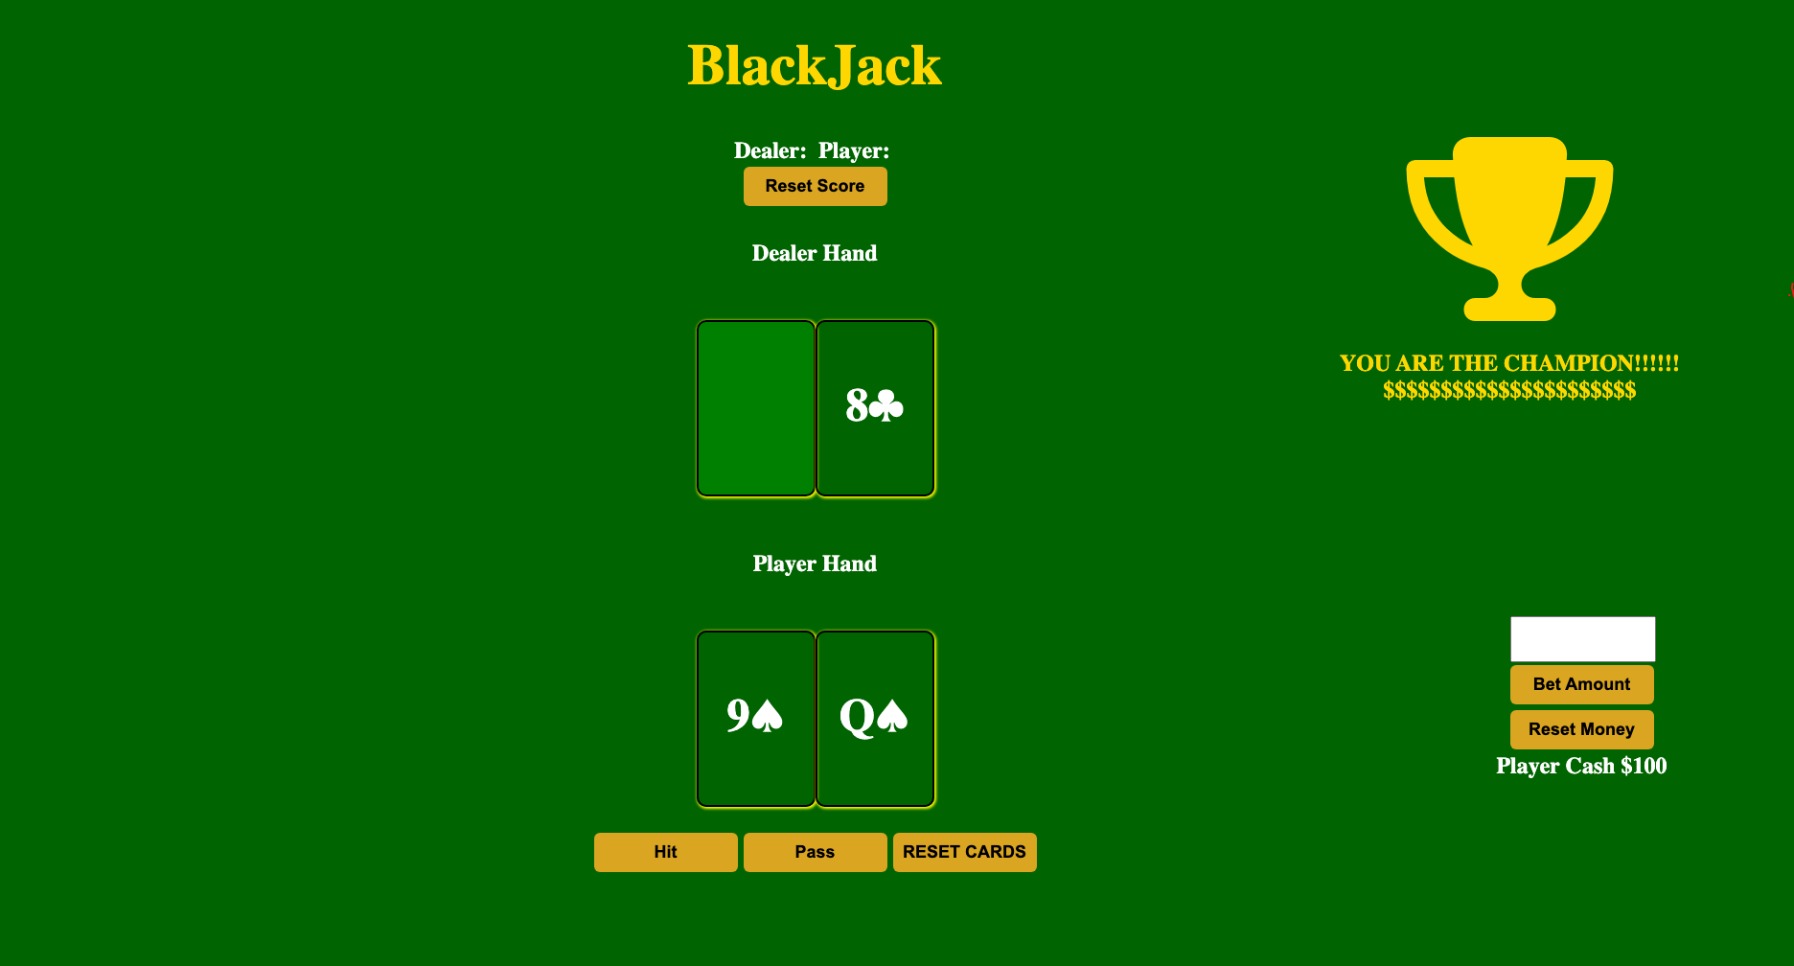 BlackJack
Dealer: Player:
Reset Score
Dealer Hand
8♣
Player Hand
9♠ Q♠
Hit Pass RESET CARDS
YOU ARE THE CHAMPION!!!!!!
$$$$$$$$$$$$$$$$$$$$$$
Bet Amount
Reset Money
Player Cash $100